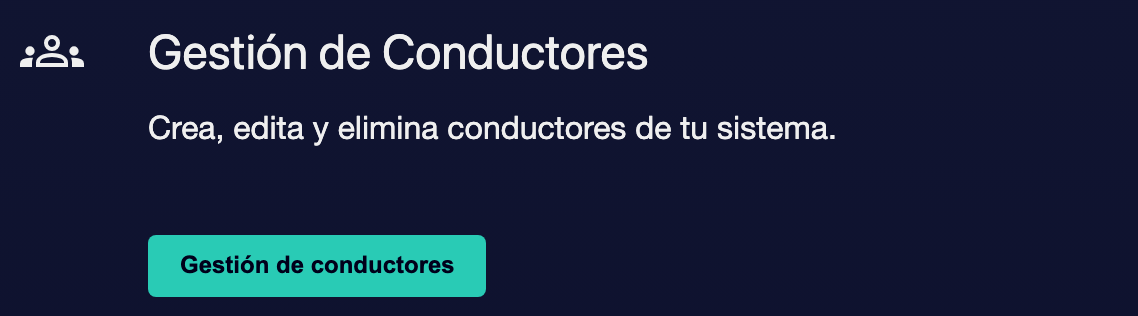 Gestión de Conductores
Crea, edita y elimina conductores de tu sistema.
Gestión de conductores